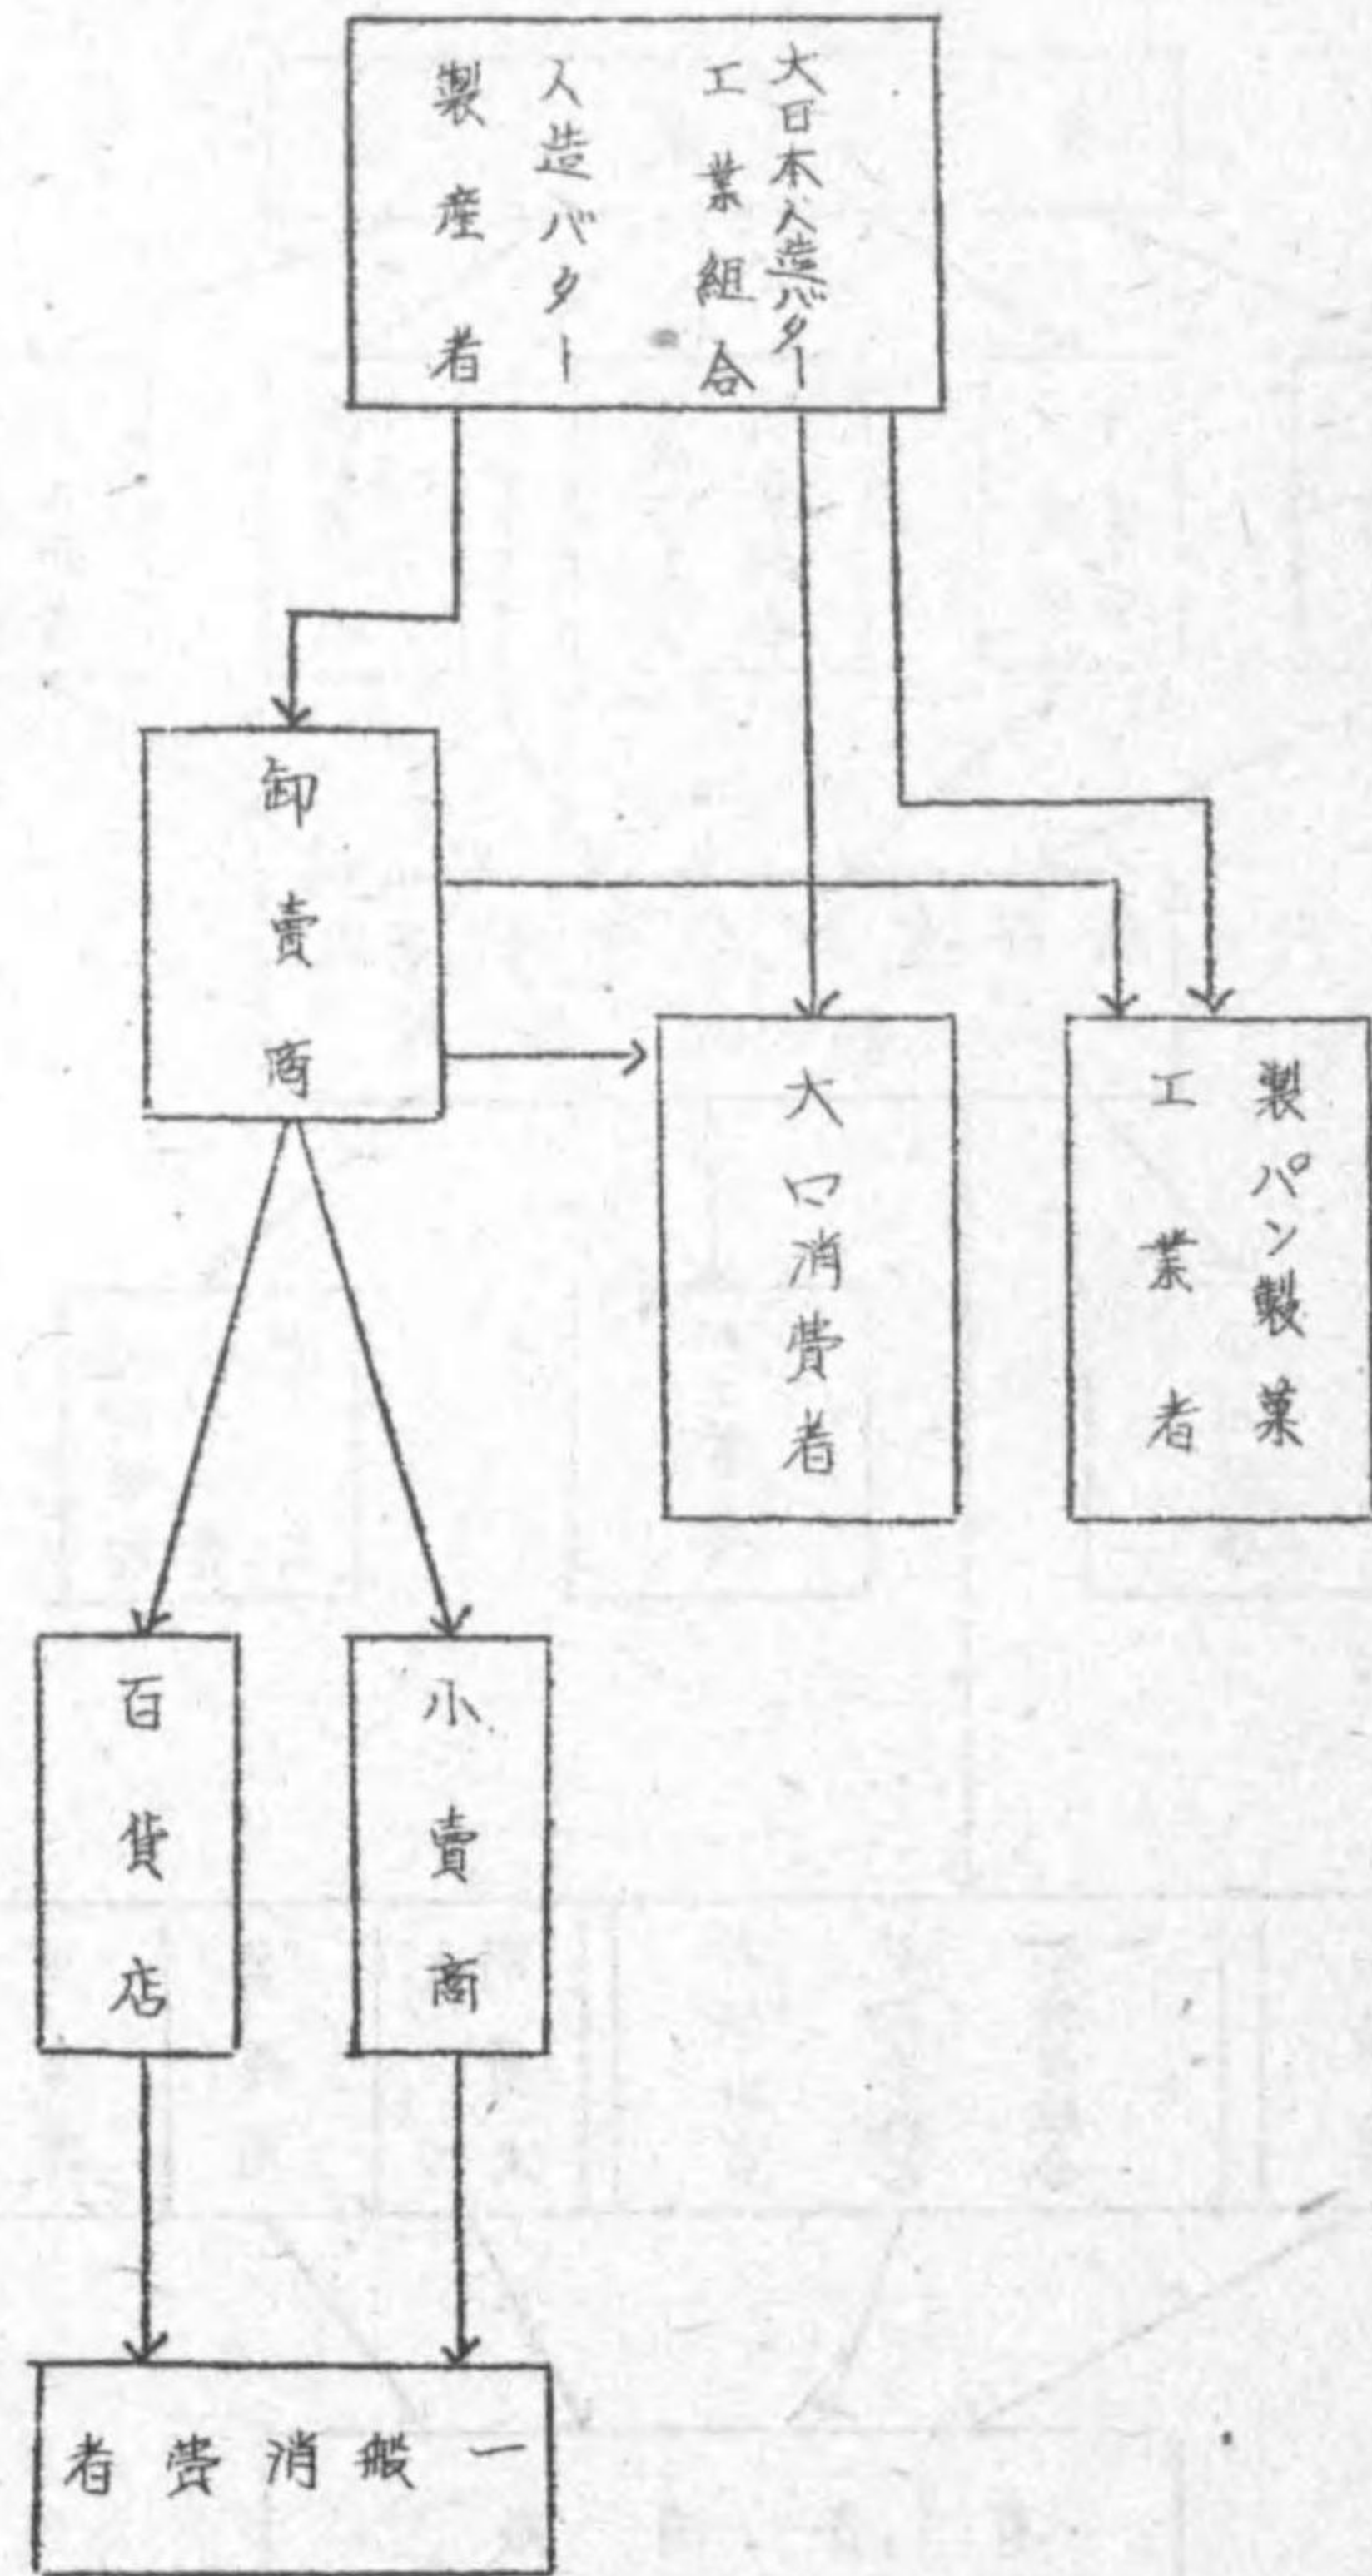 大日本人造バター
工業組合
人造バター
製産者
卸賣商
製パン製菓
工業者
大口消費者
小賣商
百貨店
一般消費者